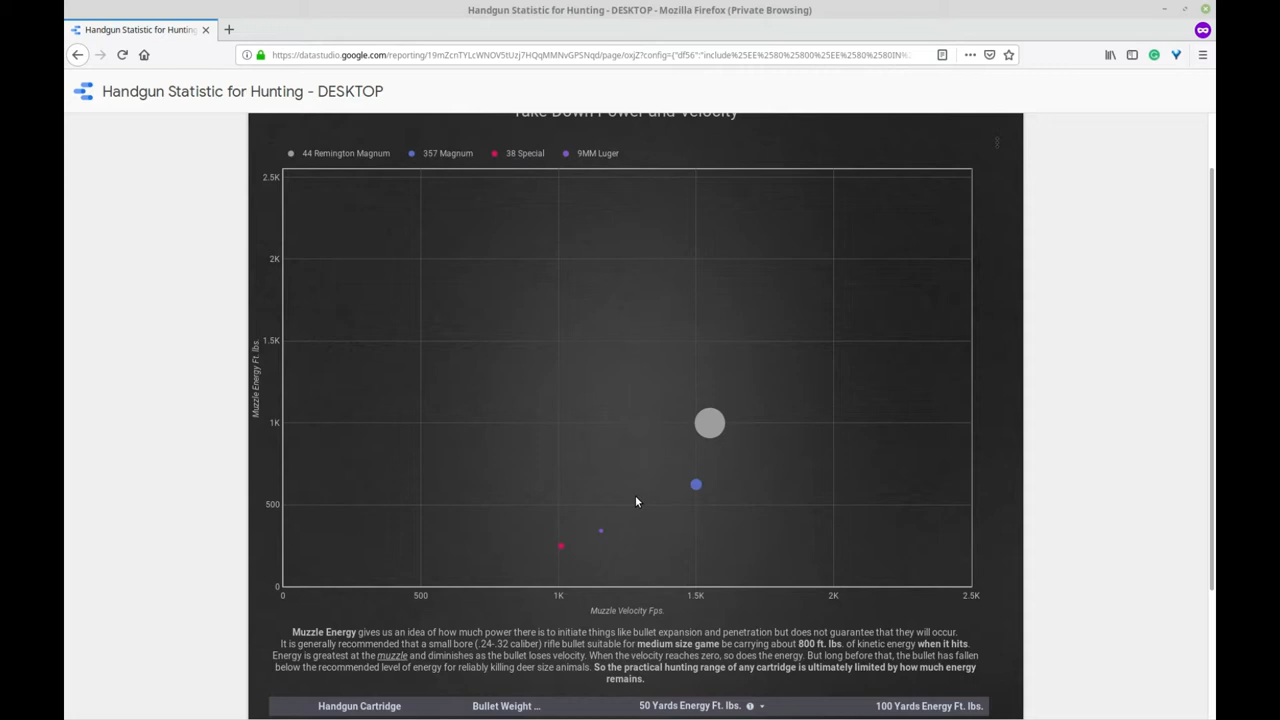 Handgun Statistic for Hunting - DESKTOP - Mozilla Firefox (Private Browsing)
Handgun Statistic for Hunting
https://datastudio.google.com/reporting/19mZcnTYLcWNOV5tUzj7HQqMMNvGPSNqd/page/oxjZ?config={"df56":"include%25EE%2580%2580%25EE%2580%2580IN%
Handgun Statistic for Hunting - DESKTOP
Take Down Power and Velocity
44 Remington Magnum 357 Magnum 38 Special 9MM Luger
2.5K
2K
1.5K
1K
500
0
Muzzle Energy Ft. lbs.
0 500 1K 1.5K 2K 2.5K
Muzzle Velocity Fps.
Muzzle Energy gives us an idea of how much power there is to initiate things like bullet expansion and penetration but does not guarantee that they will occur.
It is generally recommended that a small bore (.24-.32 caliber) rifle bullet suitable for medium size game be carrying about 800 ft. lbs. of kinetic energy when it hits.
Energy is greatest at the muzzle and diminishes as the bullet loses velocity. When the velocity reaches zero, so does the energy. But long before that, the bullet has fallen
below the recommended level of energy for reliably killing deer size animals. So the practical hunting range of any cartridge is ultimately limited by how much energy
remains.
Handgun Cartridge Bullet Weight ... 50 Yards Energy Ft. lbs. 100 Yards Energy Ft. lbs.